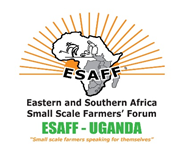 ESAFF
Eastern and Southern Africa
Small Scale Farmers' Forum
ESAFF - UGANDA
"Small scale farmers speaking for themselves"